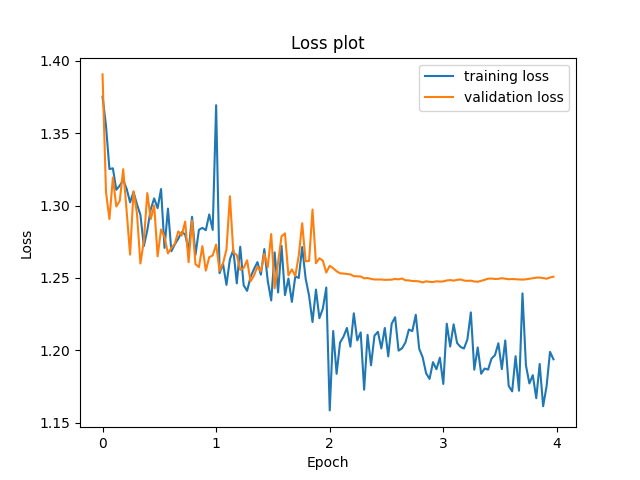 Loss plot
training loss
validation loss
1.40
1.35
1.30
1.25
1.20
1.15
Loss
0 1 2 3 4
Epoch